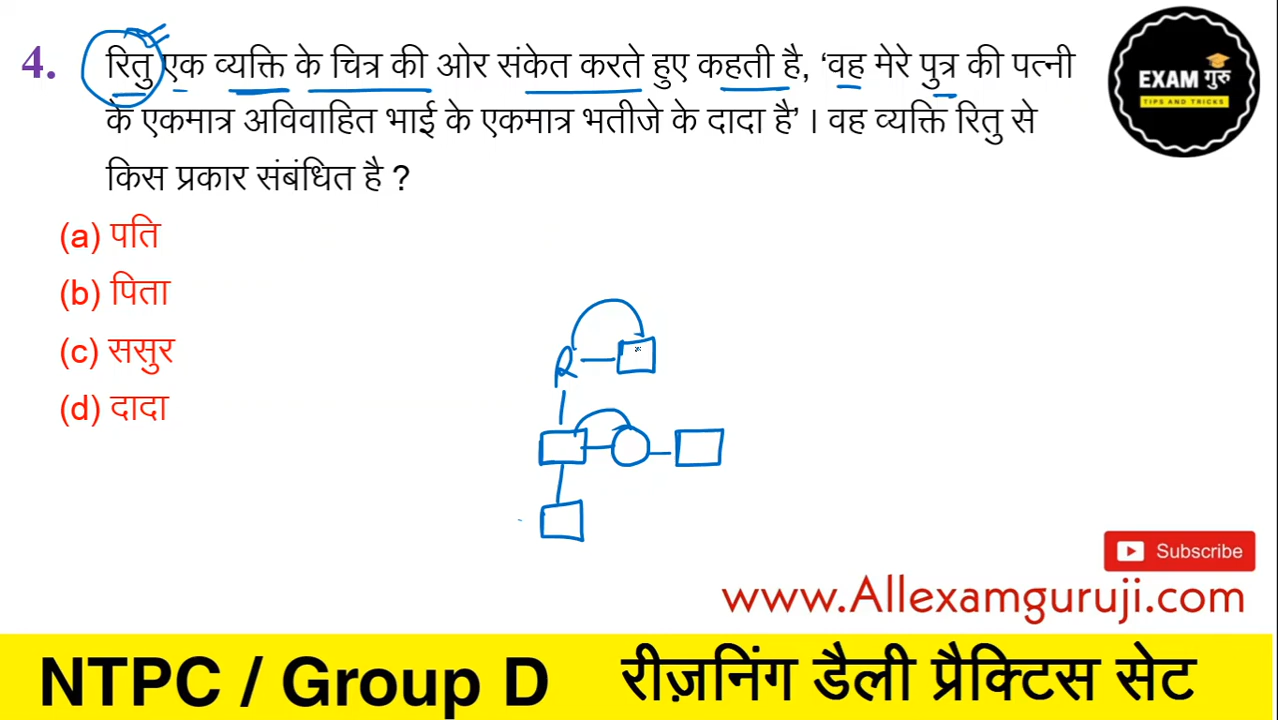 4. रितु एक व्यक्ति के चित्र की ओर संकेत करते हुए कहती है, ‘वह मेरे पुत्र की पत्नी
के एकमात्र अविवाहित भाई के एकमात्र भतीजे के दादा है’ । वह व्यक्ति रितु से
किस प्रकार संबंधित है ?
(a) पति
(b) पिता
(c) ससुर
(d) दादा
EXAM गुरु
TIPS AND TRICKS
R
Subscribe
www.Allexamguruji.com
NTPC / Group D रीज़निंग डैली प्रैक्टिस सेट